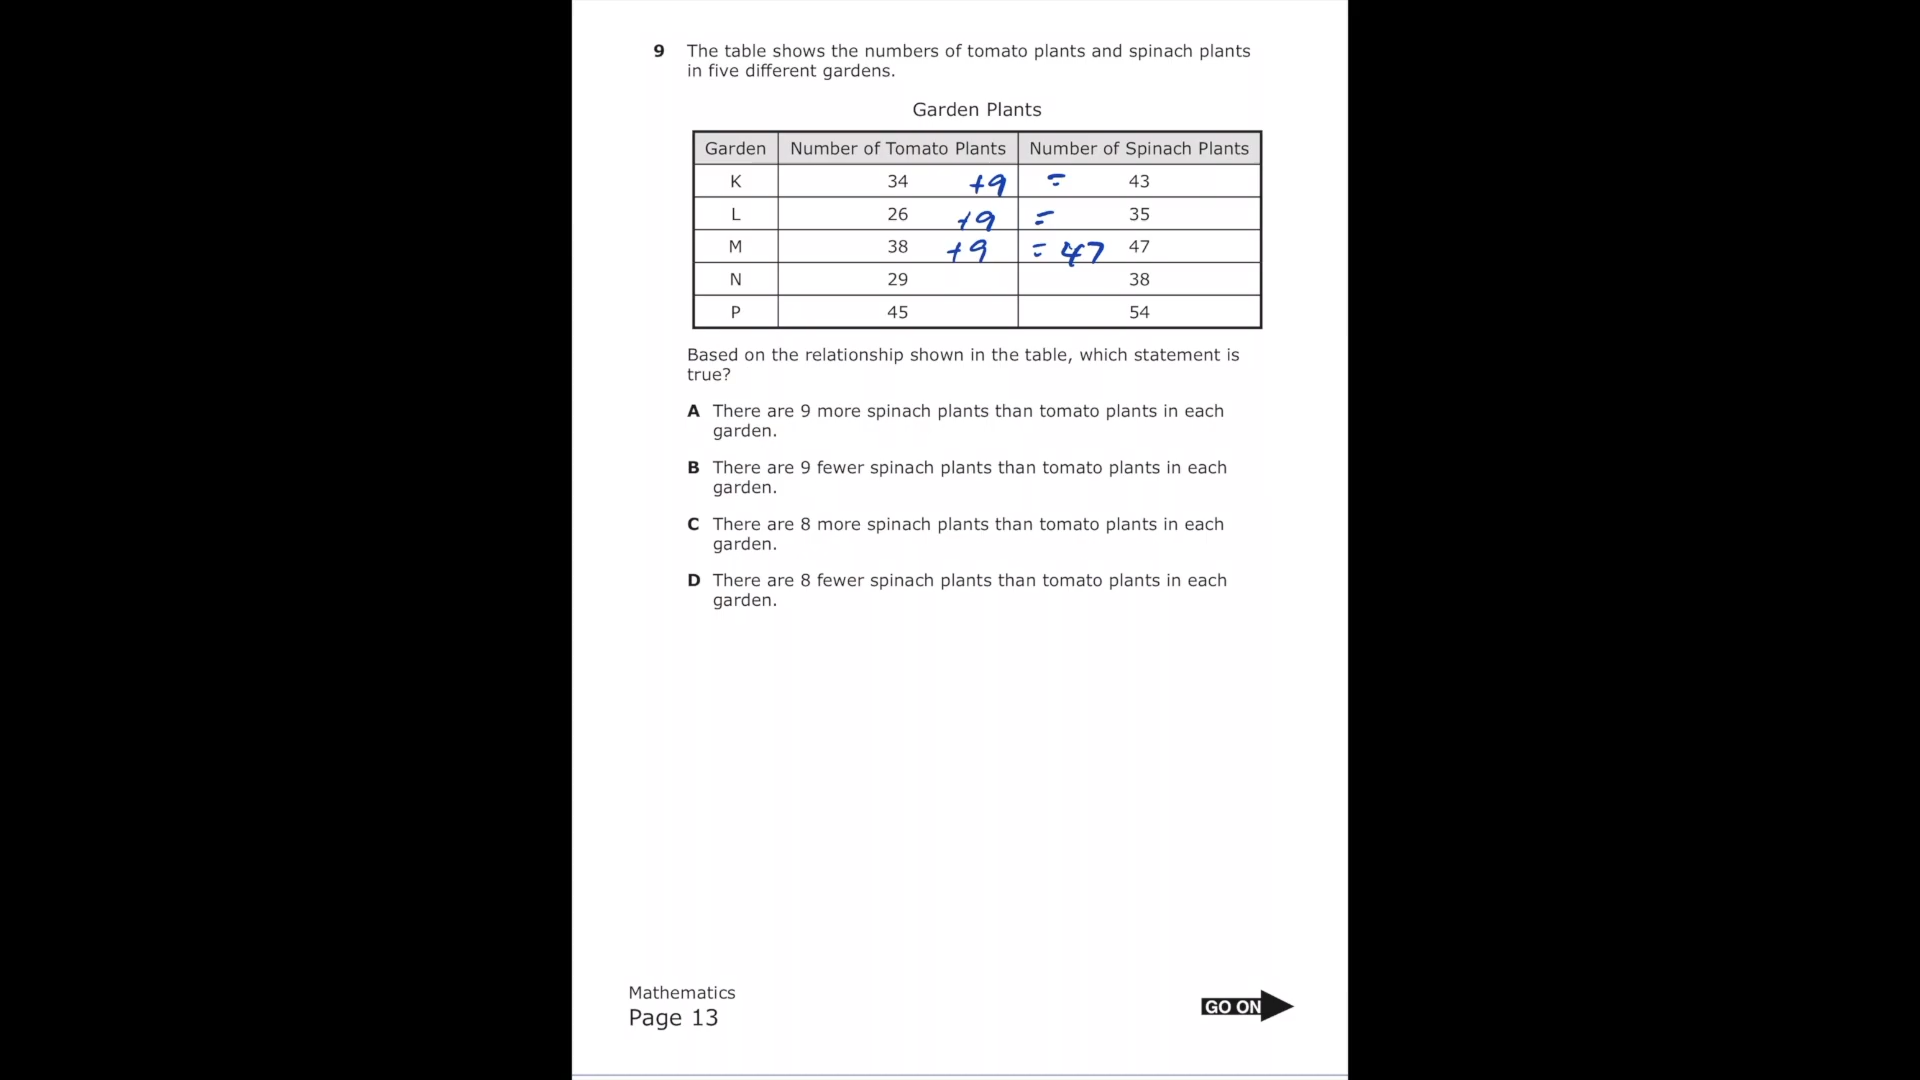 9 The table shows the numbers of tomato plants and spinach plants
in five different gardens.
Garden Plants
Garden Number of Tomato Plants Number of Spinach Plants
K 34 +9 = 43
L 26 +9 = 35
M 38 +9 = 47 47
N 29 38
P 45 54
Based on the relationship shown in the table, which statement is
true?
A There are 9 more spinach plants than tomato plants in each
garden.
B There are 9 fewer spinach plants than tomato plants in each
garden.
C There are 8 more spinach plants than tomato plants in each
garden.
D There are 8 fewer spinach plants than tomato plants in each
garden.
Mathematics
Page 13
GO ON